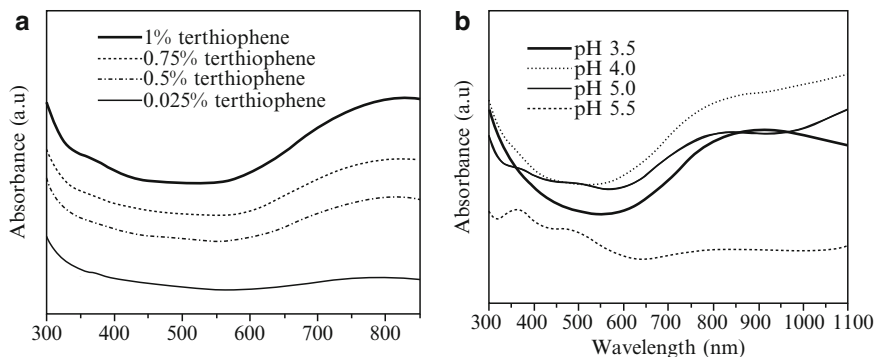 a
1% terthiophene
0.75% terthiophene
0.5% terthiophene
0.025% terthiophene
Absorbance (a.u)
300 400 500 600 700 800
b
pH 3.5
pH 4.0
pH 5.0
pH 5.5
Absorbance (a.u)
300 400 500 600 700 800 900 1000 1100
Wavelength (nm)